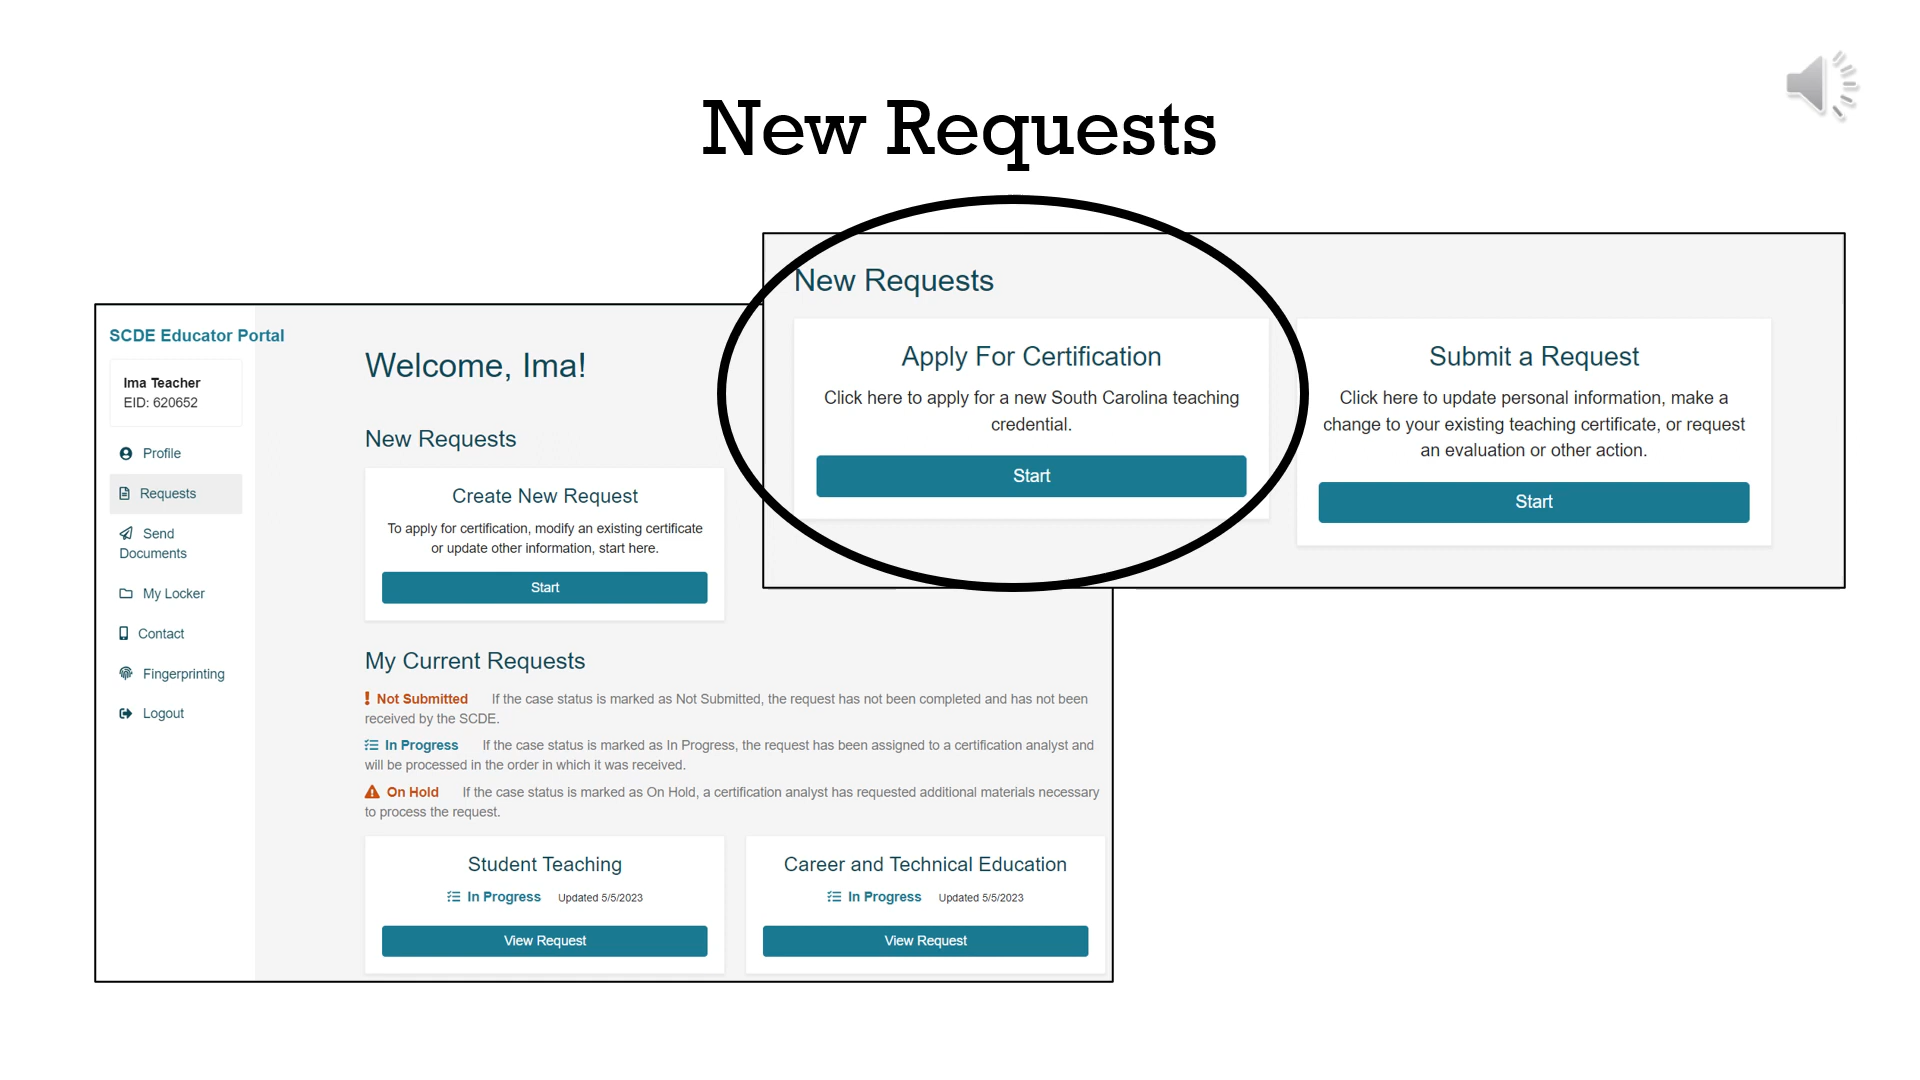 New Requests
SCDE Educator Portal
Ima Teacher
EID: 620652
Profile
Requests
Send
Documents
My Locker
Contact
Fingerprinting
Logout
Welcome, Ima!
New Requests
Create New Request
To apply for certification, modify an existing certificate
or update other information, start here.
Start
My Current Requests
Not Submitted If the case status is marked as Not Submitted, the request has not been completed and has not been
received by the SCDE.
In Progress If the case status is marked as In Progress, the request has been assigned to a certification analyst and
will be processed in the order in which it was received.
On Hold If the case status is marked as On Hold, a certification analyst has requested additional materials necessary
to process the request.
Student Teaching
In Progress Updated 5/5/2023
View Request
Career and Technical Education
In Progress Updated 5/5/2023
View Request
New Requests
Apply For Certification
Click here to apply for a new South Carolina teaching
credential.
Start
Submit a Request
Click here to update personal information, make a
change to your existing teaching certificate, or request
an evaluation or other action.
Start